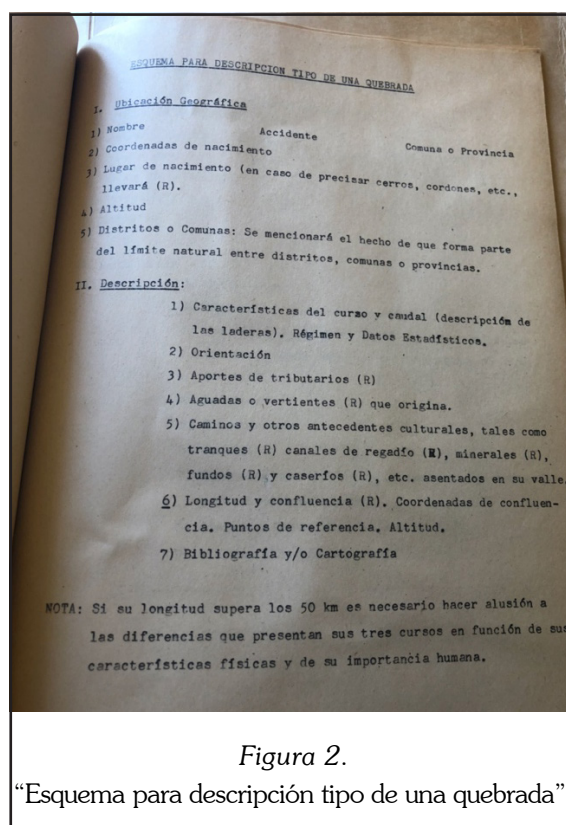 ESQUEMA PARA DESCRIPCION TIPO DE UNA QUEBRADA
I. Ubicación Geográfica
1) Nombre Accidente Comuna o Provincia
2) Coordenadas de nacimiento
3) Lugar de nacimiento (en caso de precisar cerros, cordones, etc.,
llevará (R).
4) Altitud
5) Distritos o Comunas: Se mencionará el hecho de que forma parte
del límite natural entre distritos, comunas o provincias.
II. Descripción:
1) Características del curso y caudal (descripción de
las laderas). Régimen y Datos Estadísticos.
2) Orientación
3) Aportes de tributarios (R)
4) Aguadas o vertientes (R) que origina.
5) Caminos y otros antecedentes culturales, tales como
tranques (R) canales de regadío (R), minerales (R),
fundos (R) y caseríos (R), etc. asentados en su valle.
6) Longitud y confluencia (R). Coordenadas de confluen-
cia. Puntos de referencia. Altitud.
7) Bibliografía y/o Cartografía
NOTA: Si su longitud supera los 50 km es necesario hacer alusión a
las diferencias que presentan sus tres cursos en función de sus
características físicas y de su importancia humana.
Figura 2.
“Esquema para descripción tipo de una quebrada”